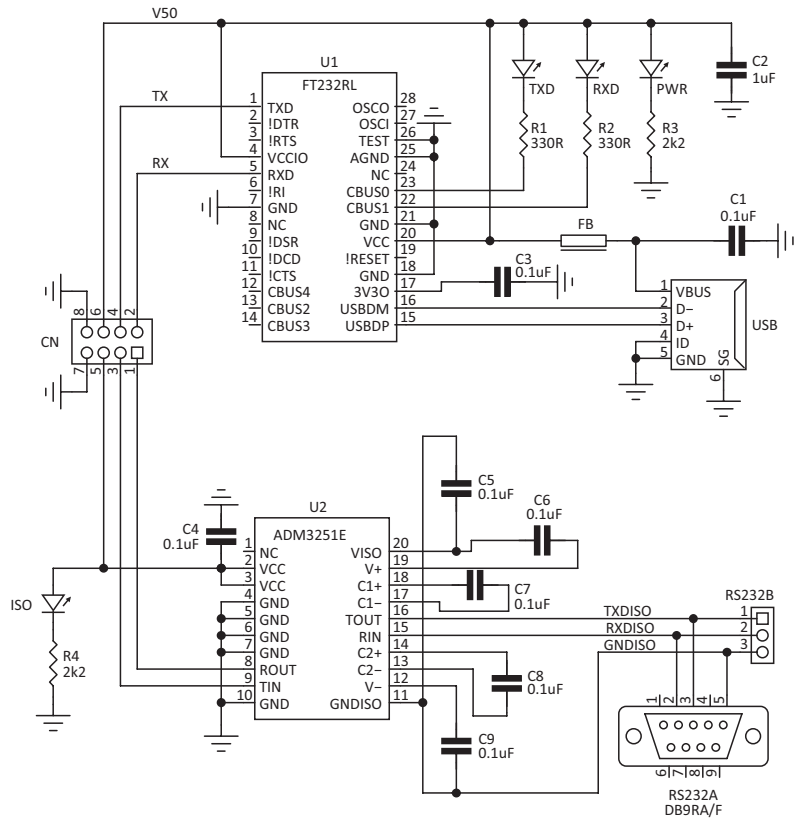 V50
U1
FT232RL
TX
RX
1 TXD
2 !DTR
3 !RTS
4 VCCIO
5 RXD
6 !RI
7 GND
8 NC
9 !DSR
10 !DCD
11 !CTS
12 CBUS4
13 CBUS2
14 CBUS3
OSCO 28
OSCI 27
TEST 26
AGND 25
NC 24
CBUS0 23
CBUS1 22
GND 21
VCC 20
!RESET 19
GND 18
3V3O 17
USBDM 16
USBDP 15
TXD
RXD
PWR
R1
330R
R2
330R
R3
2k2
C2
1uF
C1
0.1uF
FB
C3
0.1uF
1 VBUS
2 D−
3 D+
4 ID
5 GND
6 SG
USB
8 6 4 2
CN
7 5 3 1
U2
ADM3251E
C4
0.1uF
1 NC
2 VCC
3 VCC
4 GND
5 GND
6 GND
7 GND
8 ROUT
9 TIN
10 GND
VISO 20
V+ 19
C1+ 18
C1− 17
TOUT 16
RIN 15
C2+ 14
C2− 13
V− 12
GNDISO 11
C5
0.1uF
C6
0.1uF
C7
0.1uF
C8
0.1uF
C9
0.1uF
ISO
R4
2k2
TXDISO
RXDISO
GNDISO
RS232B
1
2
3
1 2 3 4 5
6 7 8 9
RS232A
DB9RA/F